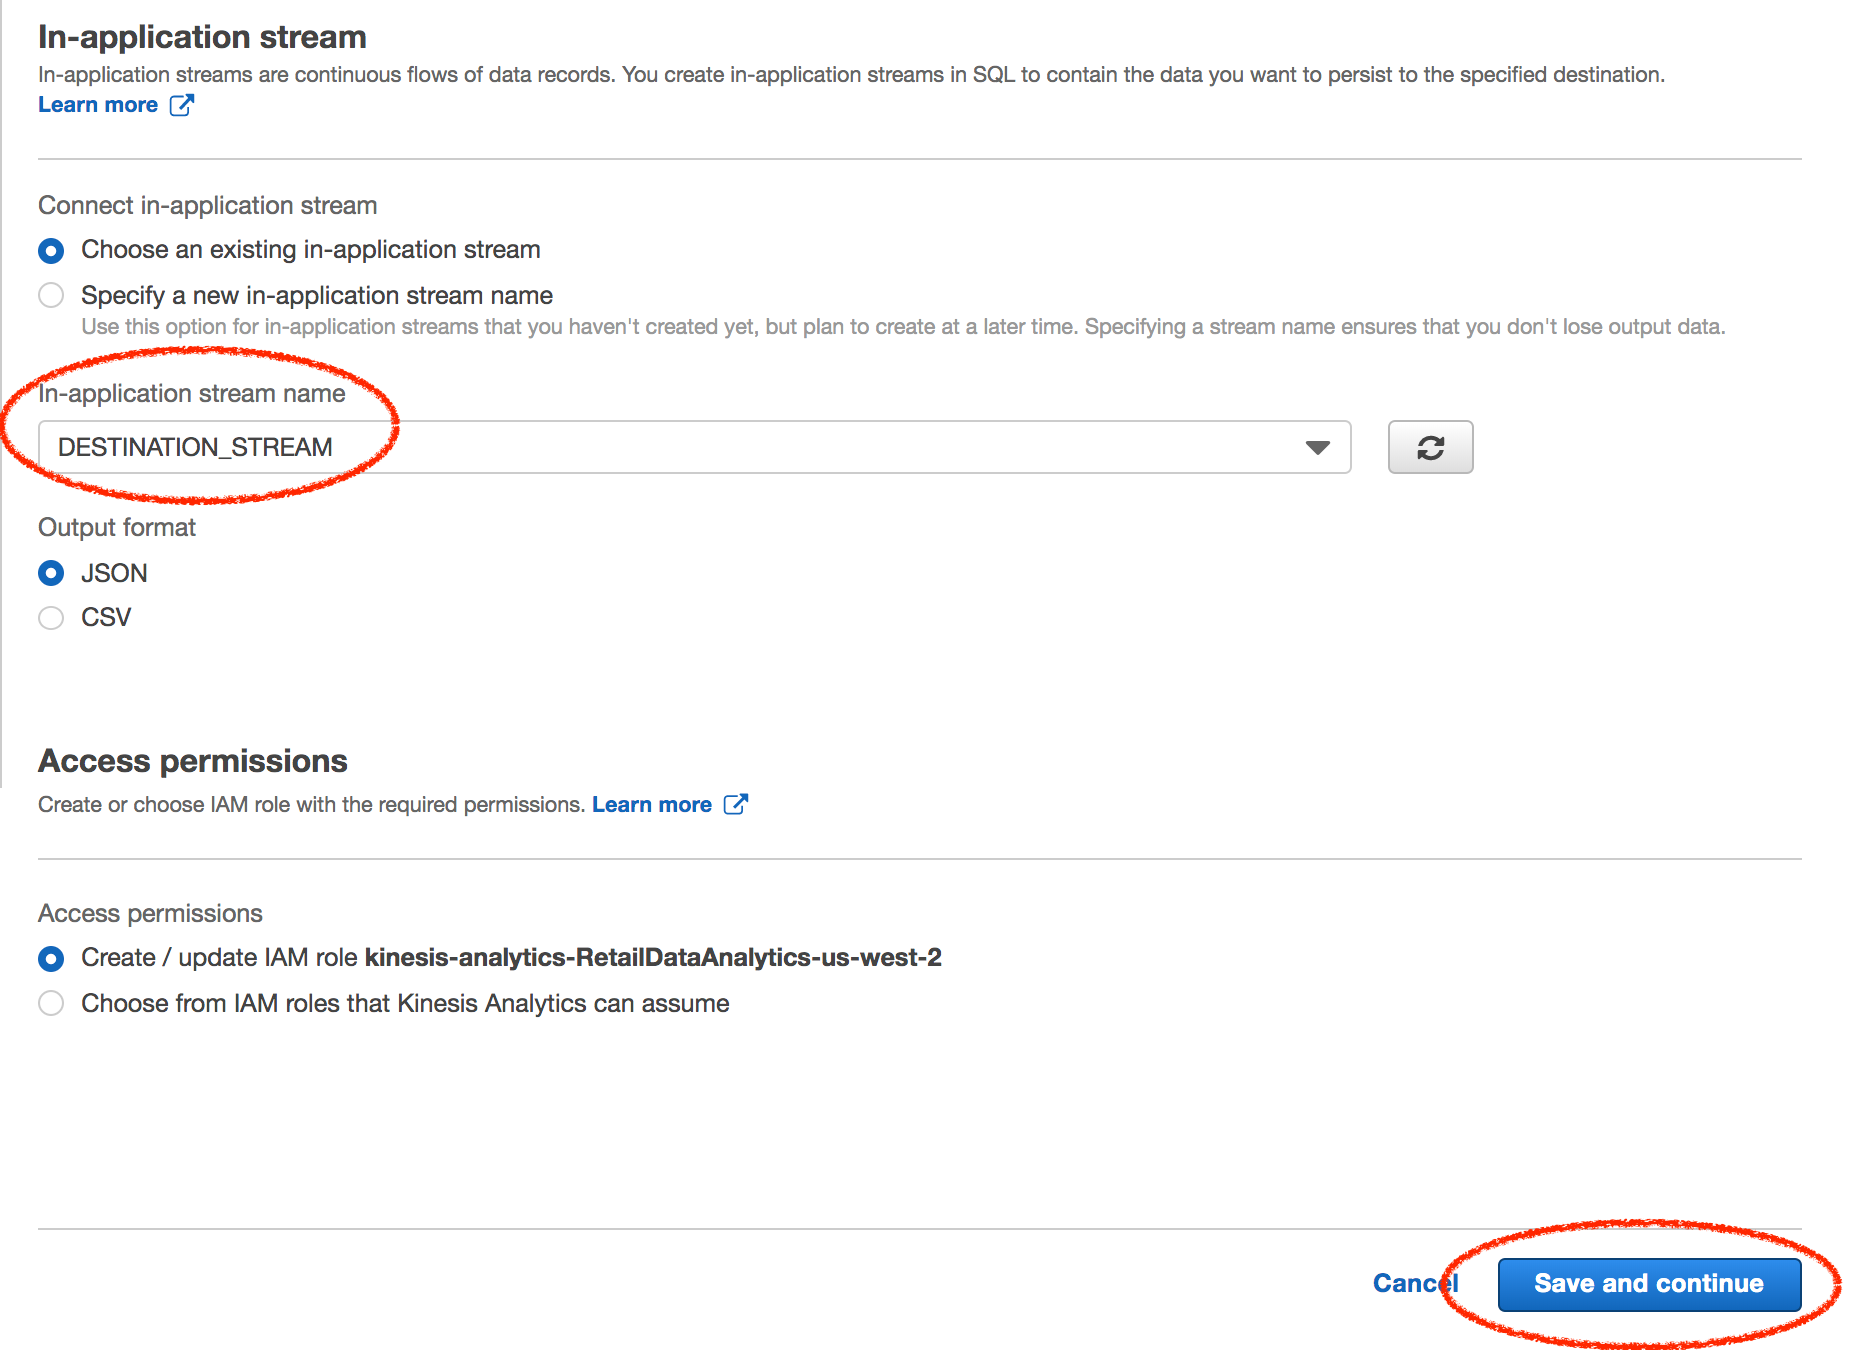 In-application stream
In-application streams are continuous flows of data records. You create in-application streams in SQL to contain the data you want to persist to the specified destination.
Learn more
Connect in-application stream
Choose an existing in-application stream
Specify a new in-application stream name
Use this option for in-application streams that you haven't created yet, but plan to create at a later time. Specifying a stream name ensures that you don't lose output data.
In-application stream name
DESTINATION_STREAM
Output format
JSON
CSV
Access permissions
Create or choose IAM role with the required permissions. Learn more
Access permissions
Create / update IAM role kinesis-analytics-RetailDataAnalytics-us-west-2
Choose from IAM roles that Kinesis Analytics can assume
Cancel Save and continue